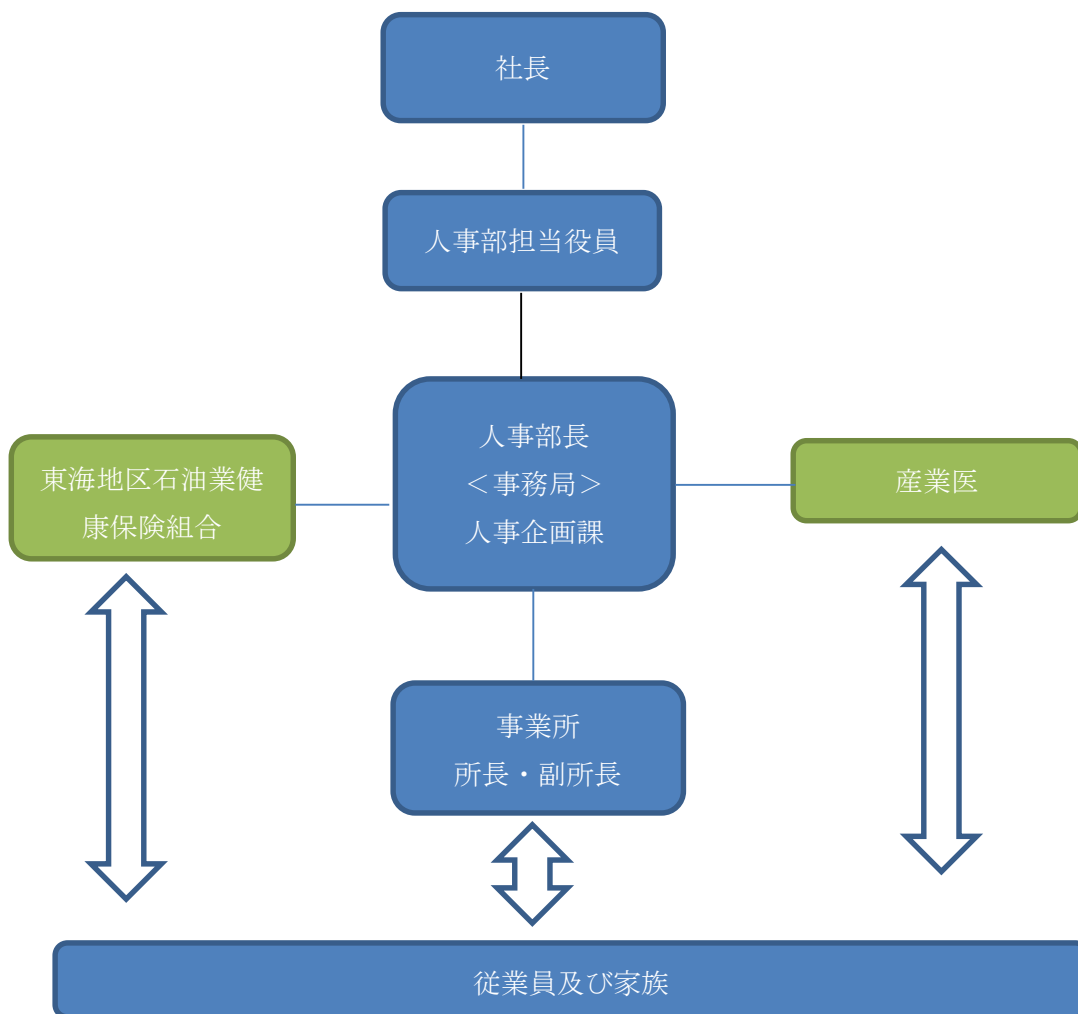 社長
人事部担当役員
人事部長
＜事務局＞
人事企画課
東海地区石油業健
康保険組合
産業医
事業所
所長・副所長
従業員及び家族